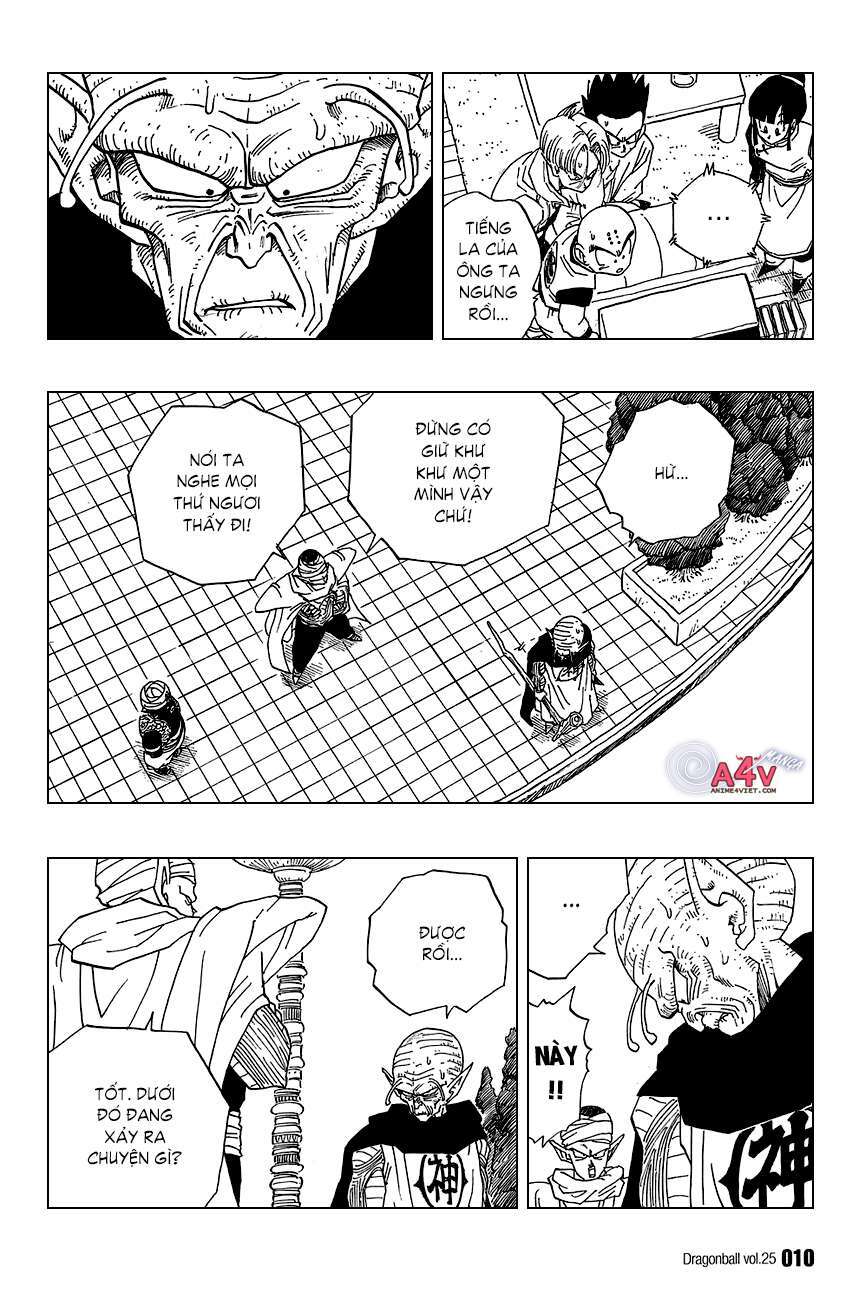 ...
TIẾNG
LA CỦA
ÔNG TA
NGƯNG
RỒI...
HỨ...
ĐỪNG CÓ
GIỮ KHƯ
KHƯ MỘT
MÌNH VẬY
CHỨ!
NÓI TA
NGHE MỌI
THỨ NGƯƠI
THẤY ĐI!
A4V
MANGA
ANIME4VIET.COM
...
NÀY
!!
神
ĐƯỢC
RỒI...
神
TỐT. DƯỚI
ĐÓ ĐANG
XẢY RA
CHUYỆN GÌ?
Dragonball vol.25 010